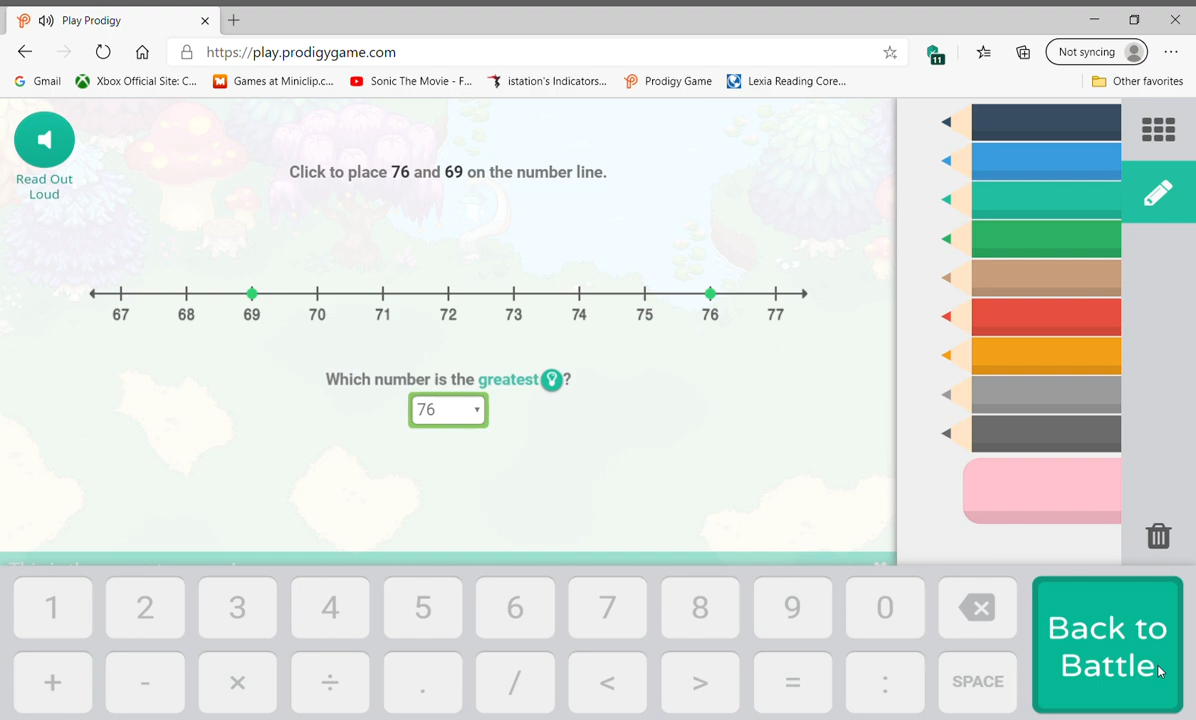 Play Prodigy
https://play.prodigygame.com
11
Not syncing
Gmail
Xbox Official Site: C...
Games at Miniclip.c...
Sonic The Movie - F...
istation's Indicators...
Prodigy Game
Lexia Reading Core...
Other favorites
Read Out
Loud
Click to place 76 and 69 on the number line.
67 68 69 70 71 72 73 74 75 76 77
Which number is the greatest?
76
1 2 3 4 5 6 7 8 9 0
+ - × ÷ . / < > = : SPACE
Back to
Battle